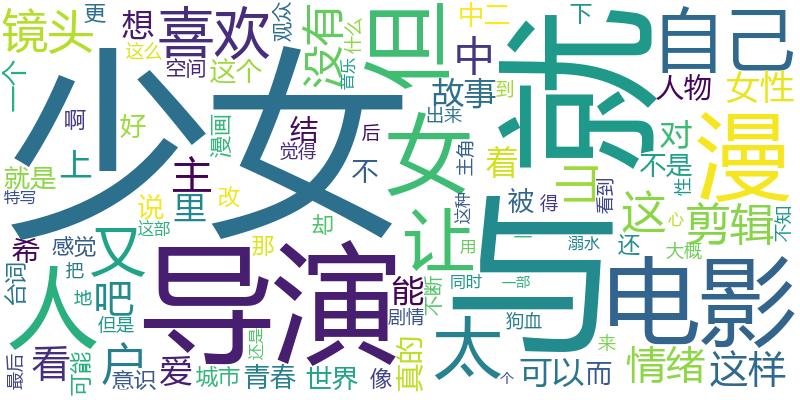 镜头
更
想
喜欢
观众
没有
什么
但
中二
下
自己
一个
这么
空间
这个
音乐
中
就
人物
女性
少女
啊
好
漫画
结
觉得
后
故事
出来
到
女
主角
着
对
不是
漫
上
就是
特写
主
不
里
说
改
这部
却
让
这种
被
得
山
看到
这
性
剪辑
不知
希
感觉
又
那
导演
能
与
一
溺水
还
心
大概
台词
把
地
吧
但是
人
不断
同时
用
一部
电影
剧情
还是
太
狗血
来
最后
看
可能
户
意识
爱
城市
青春
世界
像
真的
个
可以
而
情绪
这样